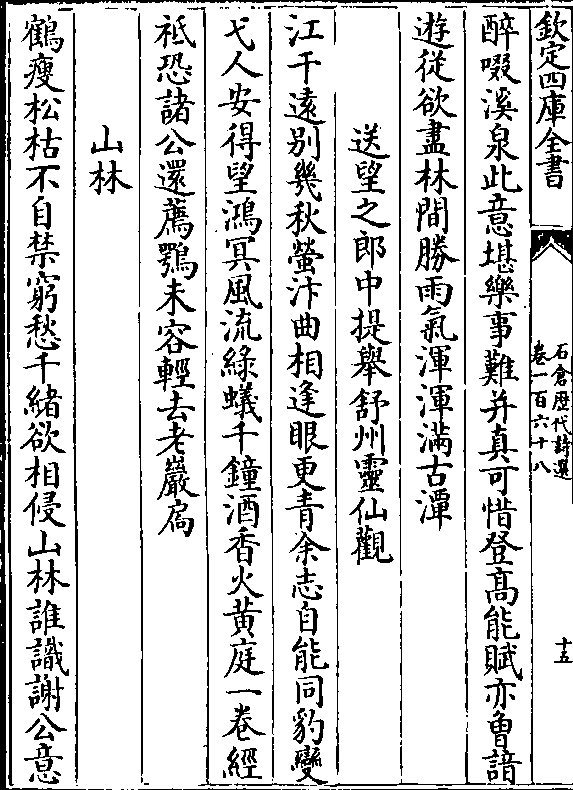 欽定四庫全書
石倉歴代詩選
卷一百六十八
十五
醉啜溪泉此意堪樂事難并真可惜登髙能賦亦魯諳
遊從欲盡林間勝雨氣渾渾滿古潭
送望之郎中提舉舒州靈仙觀
江干遠别幾秋螢汴曲相逢眼更青余志自能同豹變
弋人安得望鴻冥風流緑蟻千鐘酒香火黄庭一卷經
祗恐諸公還薦鶚未容輕去老巖扃
山林
鶴瘦松枯不自禁窮愁千緒欲相侵山林誰識謝公意